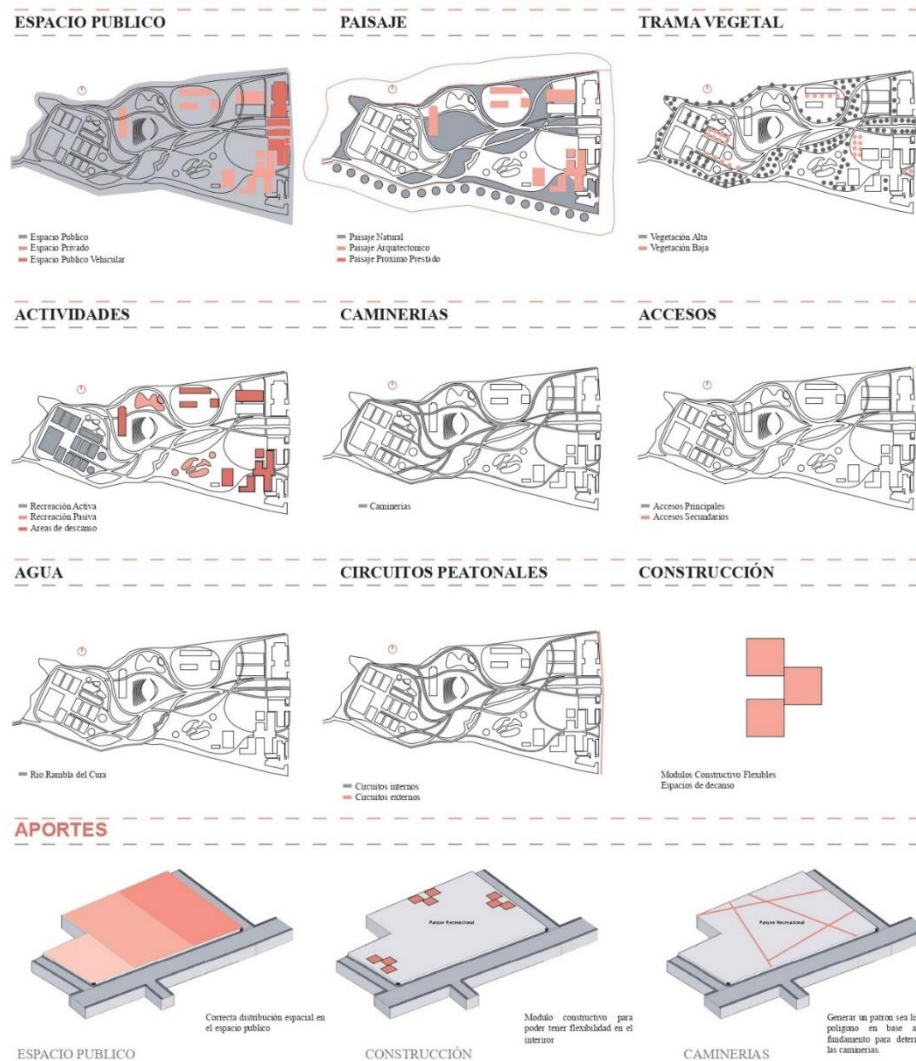 ESPACIO PUBLICO
PAISAJE
TRAMA VEGETAL
Espacio Publico
Espacio Privado
Espacio Publico Vehicular
Paisaje Natural
Paisaje Arquitectonico
Paisaje Proximo Prestado
Vegetación Alta
Vegetación Baja
ACTIVIDADES
CAMINERIAS
ACCESOS
Recreación Activa
Recreación Pasiva
Areas de descanso
Caminerias
Accesos Principales
Accesos Secundarios
AGUA
CIRCUITOS PEATONALES
CONSTRUCCIÓN
Rio Rambla del Cura
Circuitos internos
Circuitos externos
Modulos Constructivo Flexibles
Espacios de decanso
APORTES
Parque Recreacional
Parque Recreacional
Correcta distribución espacial en
el espacio publico
Modulo constructivo para
poder tener flexibilidad en el
interiror
Generar un patron sea
poligono en base
fundamento para
las caminerias.
ESPACIO PUBLICO
CONSTRUCCIÓN
CAMINERIAS